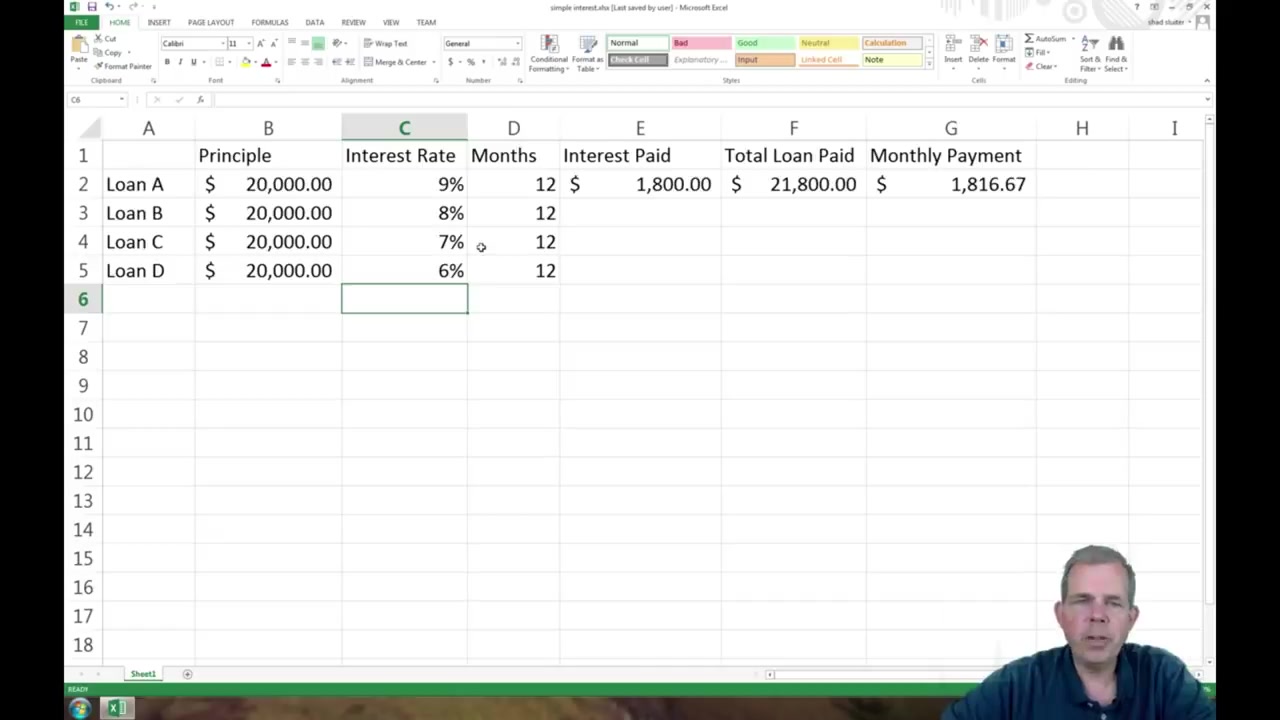 simple interest.xlsx [Last saved by user] - Microsoft Excel
FILE HOME INSERT PAGE LAYOUT FORMULAS DATA REVIEW VIEW TEAM
shad sluiter
Paste Cut Copy Format Painter
Clipboard
Calibri 11
B I U
Font
Wrap Text
Merge & Center
Alignment
General
$ % ,
Number
Conditional Formatting
Format as Table
Normal Bad Good Neutral Calculation
Check Cell Explanatory ... Input Linked Cell Note
Styles
Insert Delete Format
Cells
AutoSum
Fill
Clear
Sort & Filter
Find & Select
Editing
C6
fx
A B C D E F G H I
1 Principle Interest Rate Months Interest Paid Total Loan Paid Monthly Payment
2 Loan A $ 20,000.00 9% 12 $ 1,800.00 $ 21,800.00 $ 1,816.67
3 Loan B $ 20,000.00 8% 12
4 Loan C $ 20,000.00 7% 12
5 Loan D $ 20,000.00 6% 12
6
7
8
9
10
11
12
13
14
15
16
17
18
Sheet1
READY